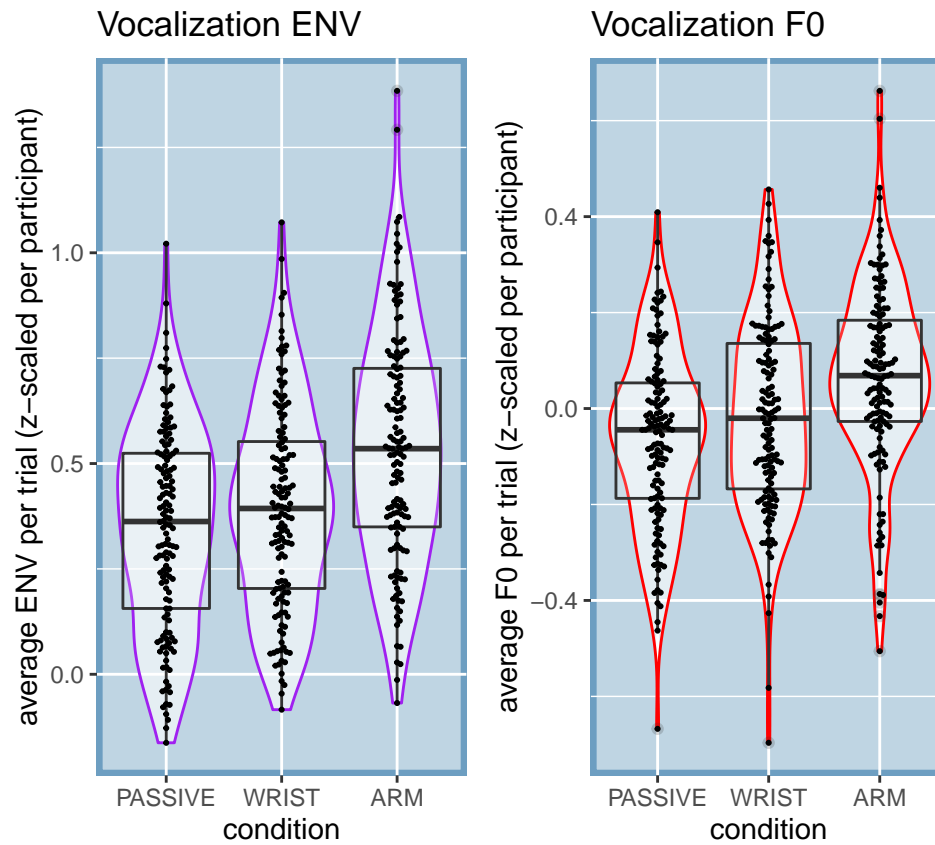 Vocalization ENV
average ENV per trial (z−scaled per participant)
1.0
0.5
0.0
PASSIVE WRIST ARM
condition
Vocalization F0
average F0 per trial (z−scaled per participant)
0.4
0.0
−0.4
PASSIVE WRIST ARM
condition